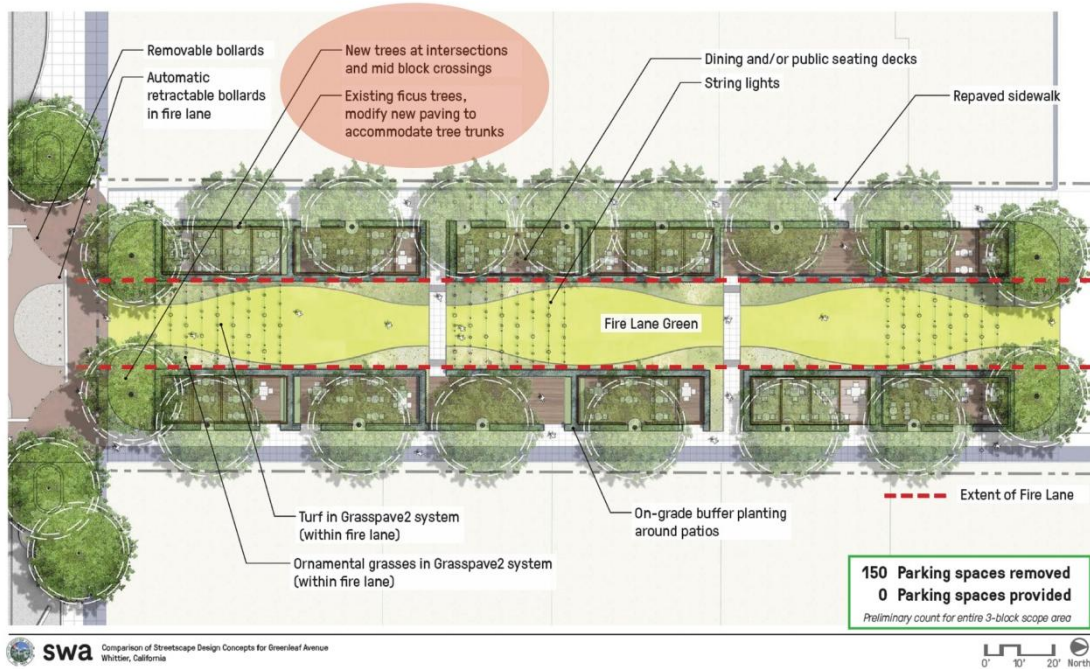 Removable bollards
Automatic
retractable bollards
in fire lane
New trees at intersections
and mid block crossings
Existing ficus trees,
modify new paving to
accommodate tree trunks
Dining and/or public seating decks
String lights
Repaved sidewalk
Fire Lane Green
Extent of Fire Lane
Turf in Grasspave2 system
(within fire lane)
Ornamental grasses in Grasspave2 system
(within fire lane)
On-grade buffer planting
around patios
150 Parking spaces removed
0 Parking spaces provided
Preliminary count for entire 3-block scope area
swa
Comparison of Streetscape Design Concepts for Greenleaf Avenue
Whittier, California
0' 10' 20' North